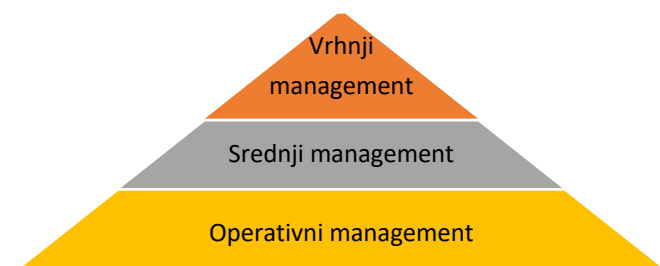 Vrhnji
management
Srednji management
Operativni management